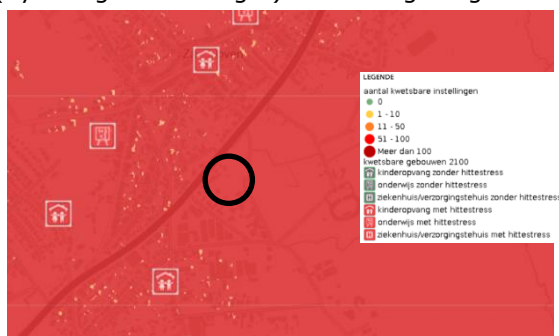 LEGENDE
aantal kwetsbare instellingen
0
1 - 10
11 - 50
51 - 100
Meer dan 100
kwetsbare gebouwen 2100
kinderopvang zonder hittestress
onderwijs zonder hittestress
ziekenhuis/verzorgingstehuis zonder hittestress
kinderopvang met hittestress
onderwijs met hittestress
ziekenhuis/verzorgingstehuis met hittestress